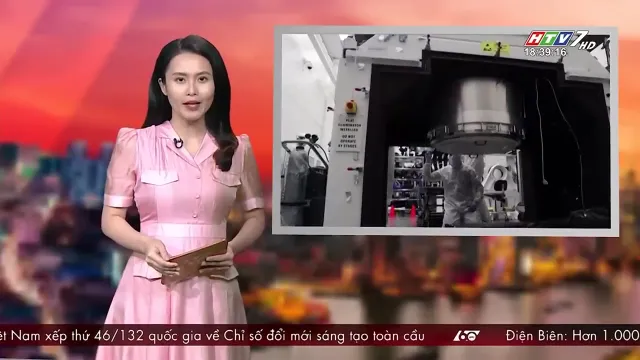 HTV7 HD
18:39:16
ệt Nam xếp thứ 46/132 quốc gia về Chỉ số đổi mới sáng tạo toàn cầu 60 Điện Biên: Hơn 1.000